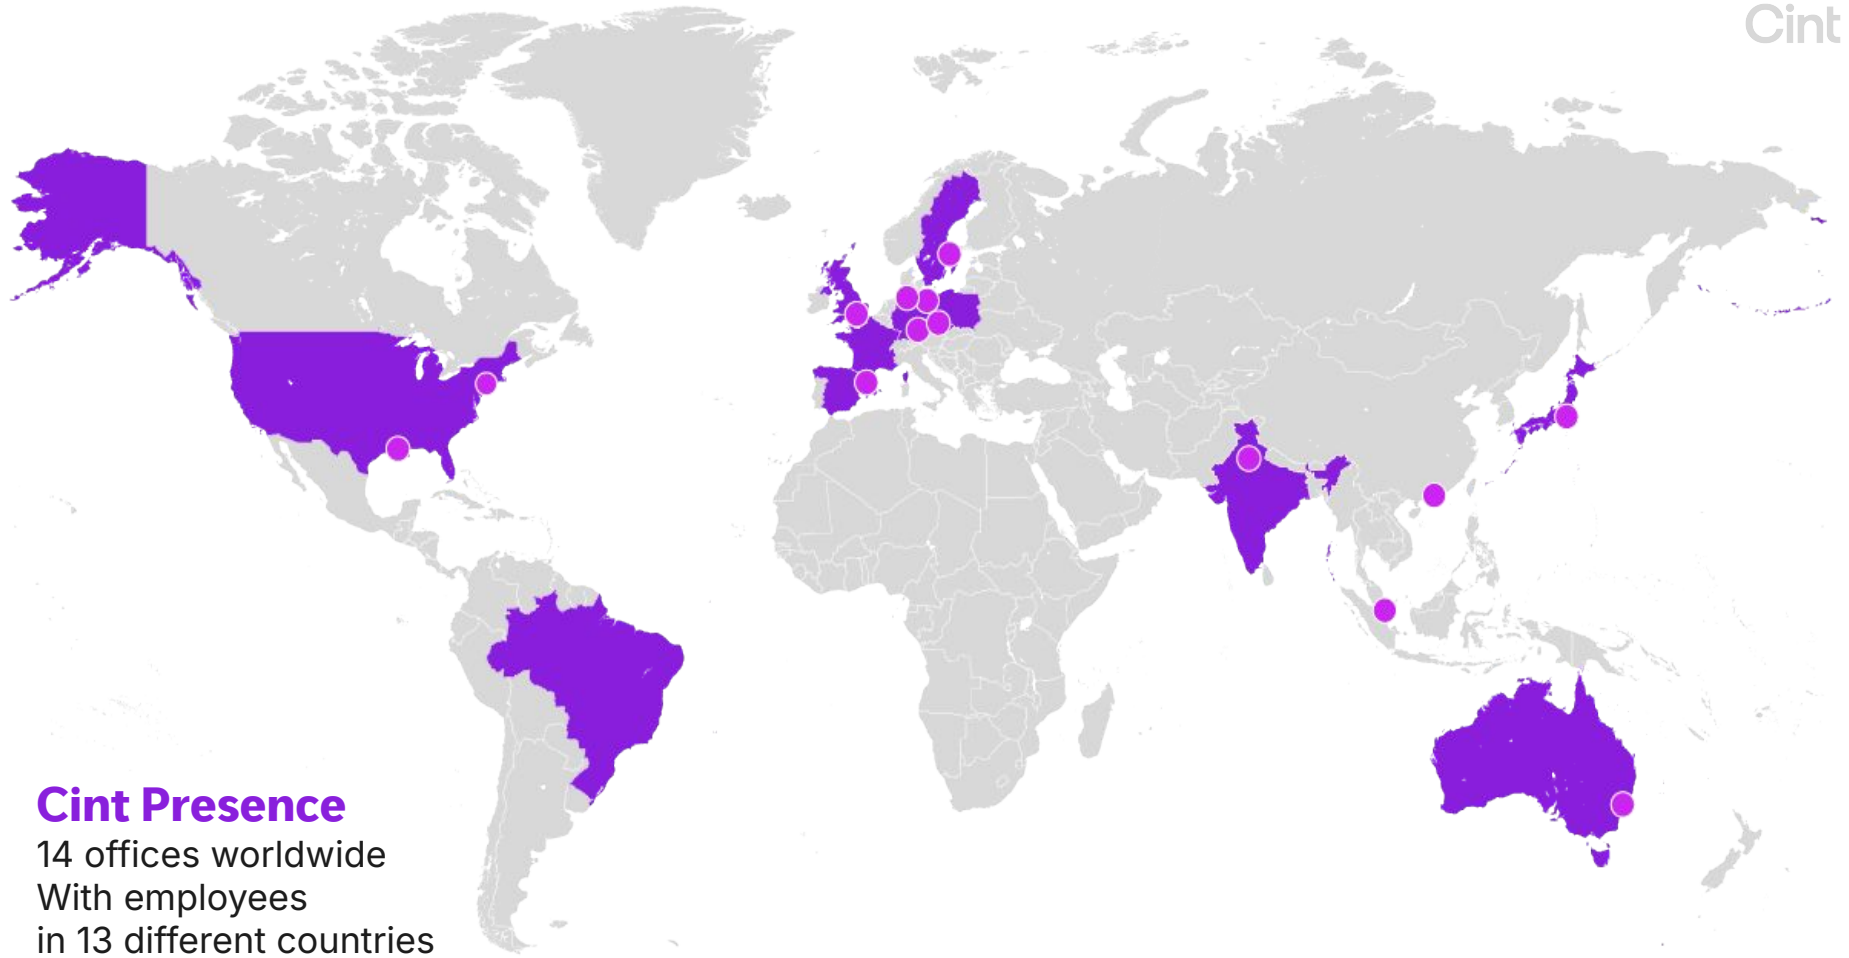 Cint
Cint Presence
14 offices worldwide
With employees
in 13 different countries